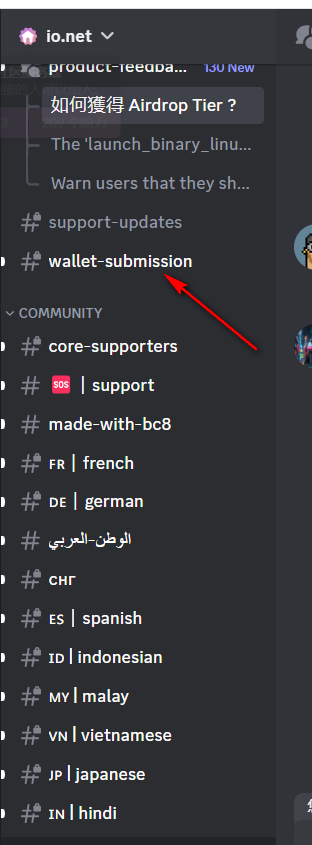 io.net
product-feedba... 130 New
如何獲得 Airdrop Tier ?
The 'launch_binary_linu...
Warn users that they sh...
support-updates
wallet-submission
COMMUNITY
core-supporters
SOS | support
made-with-bc8
FR | french
DE | german
الوطن-العربي
снг
ES | spanish
ID | indonesian
MY | malay
VN | vietnamese
JP | japanese
IN | hindi